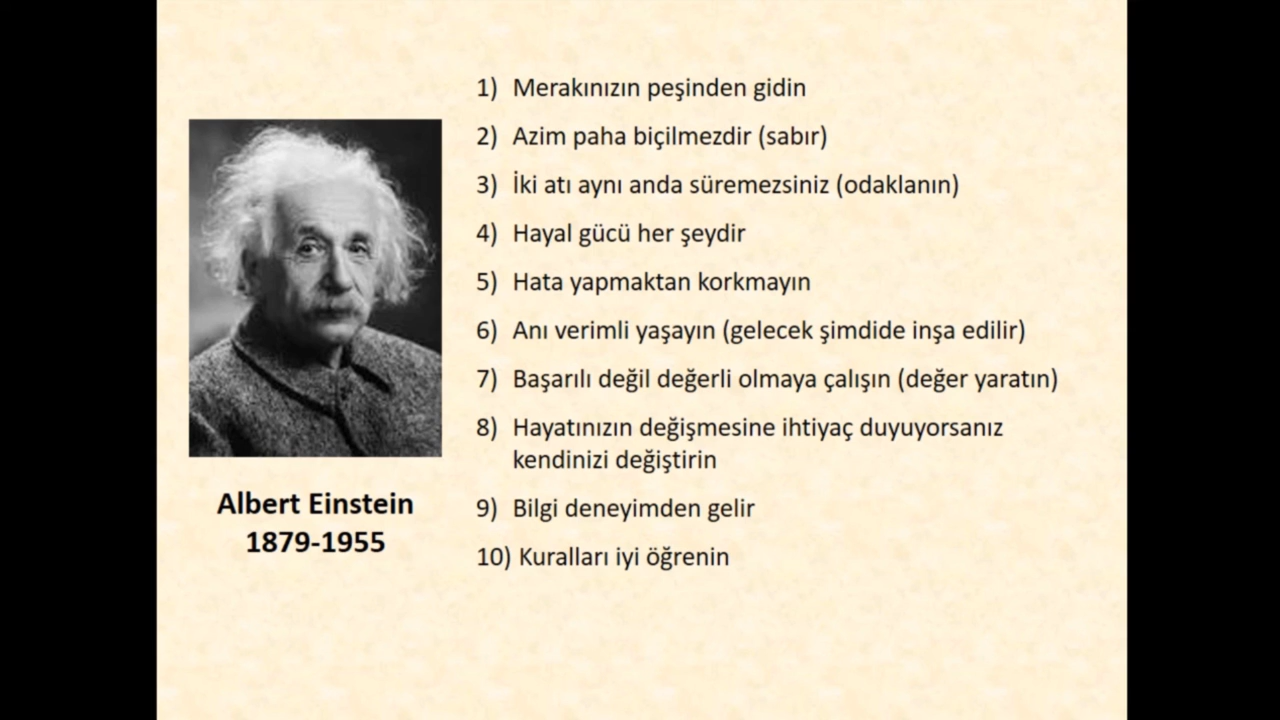 1) Merakınızın peşinden gidin
2) Azim paha biçilmezdir (sabır)
3) İki atı aynı anda süremezsiniz (odaklanın)
4) Hayal gücü her şeydir
5) Hata yapmaktan korkmayın
6) Anı verimli yaşayın (gelecek şimdide inşa edilir)
7) Başarılı değil değerli olmaya çalışın (değer yaratın)
8) Hayatınızın değişmesine ihtiyaç duyuyorsanız
kendinizi değiştirin
9) Bilgi deneyimden gelir
10) Kuralları iyi öğrenin
Albert Einstein
1879-1955